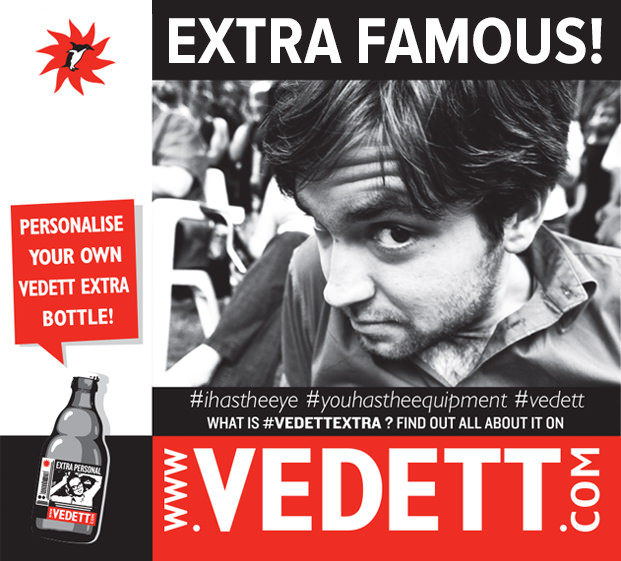 EXTRA FAMOUS!
PERSONALISE
YOUR OWN
VEDETT EXTRA
BOTTLE!
#ihastheeye #youhastheequipment #vedett
WHAT IS #VEDETTEXTRA ? FIND OUT ALL ABOUT IT ON
WWW.VEDETT.COM
EXTRA PERSONAL
VEDETT